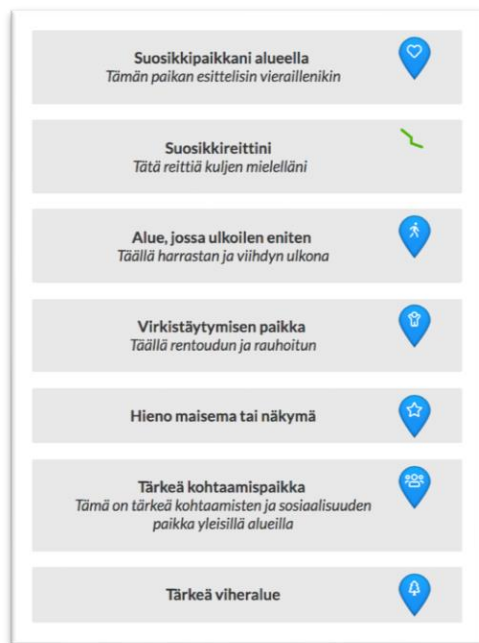 Suosikkipaikkani alueella
Tämän paikan esittelisin vieraillenikin
Suosikkireittini
Tätä reittiä kuljen mielelläni
Alue, jossa ulkoilen eniten
Täällä harrastan ja viihdyn ulkona
Virkistäytymisen paikka
Täällä rentoudun ja rauhoitun
Hieno maisema tai näkymä
Tärkeä kohtaamispaikka
Tämä on tärkeä kohtaamisten ja sosiaalisuuden
paikka yleisillä alueilla
Tärkeä viheralue